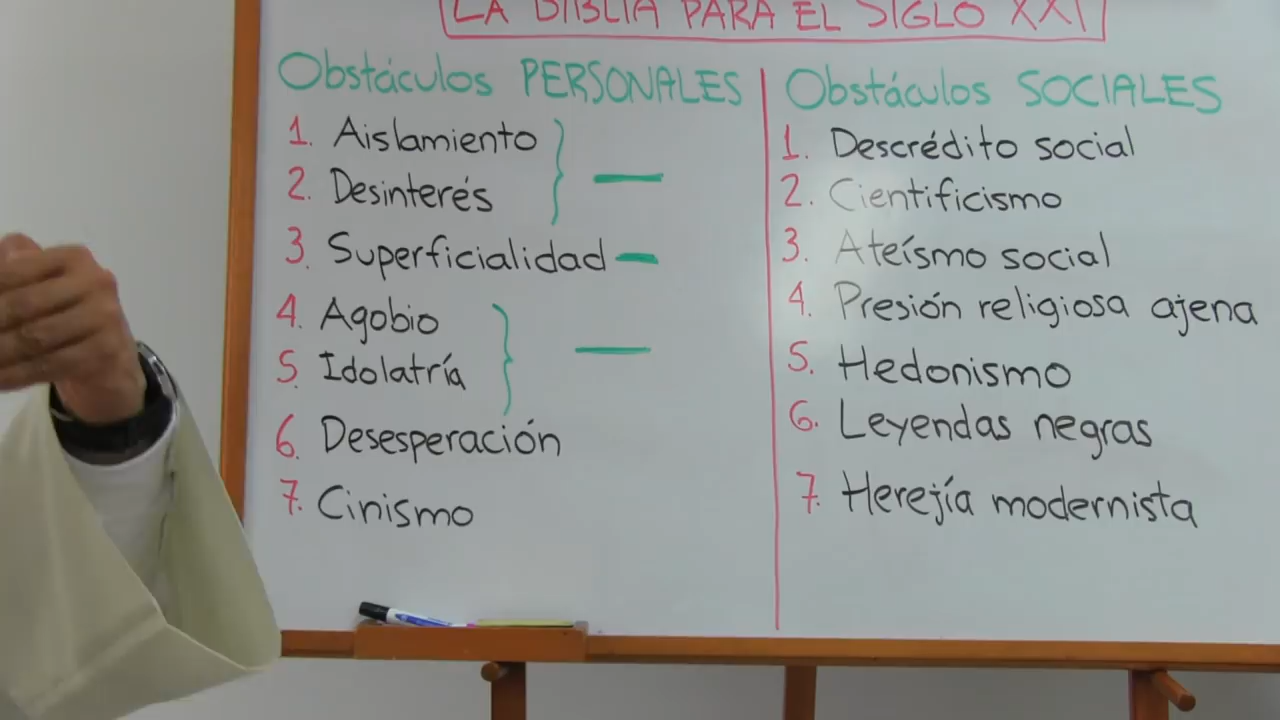 LA BIBLIA PARA EL SIGLO XXI
Obstáculos PERSONALES
1. Aislamiento
2. Desinterés
3. Superficialidad
4. Agobio
5. Idolatría
6. Desesperación
7. Cinismo
Obstáculos SOCIALES
1. Descrédito social
2. Cientificismo
3. Ateísmo social
4. Presión religiosa ajena
5. Hedonismo
6. Leyendas negras
7. Herejía modernista